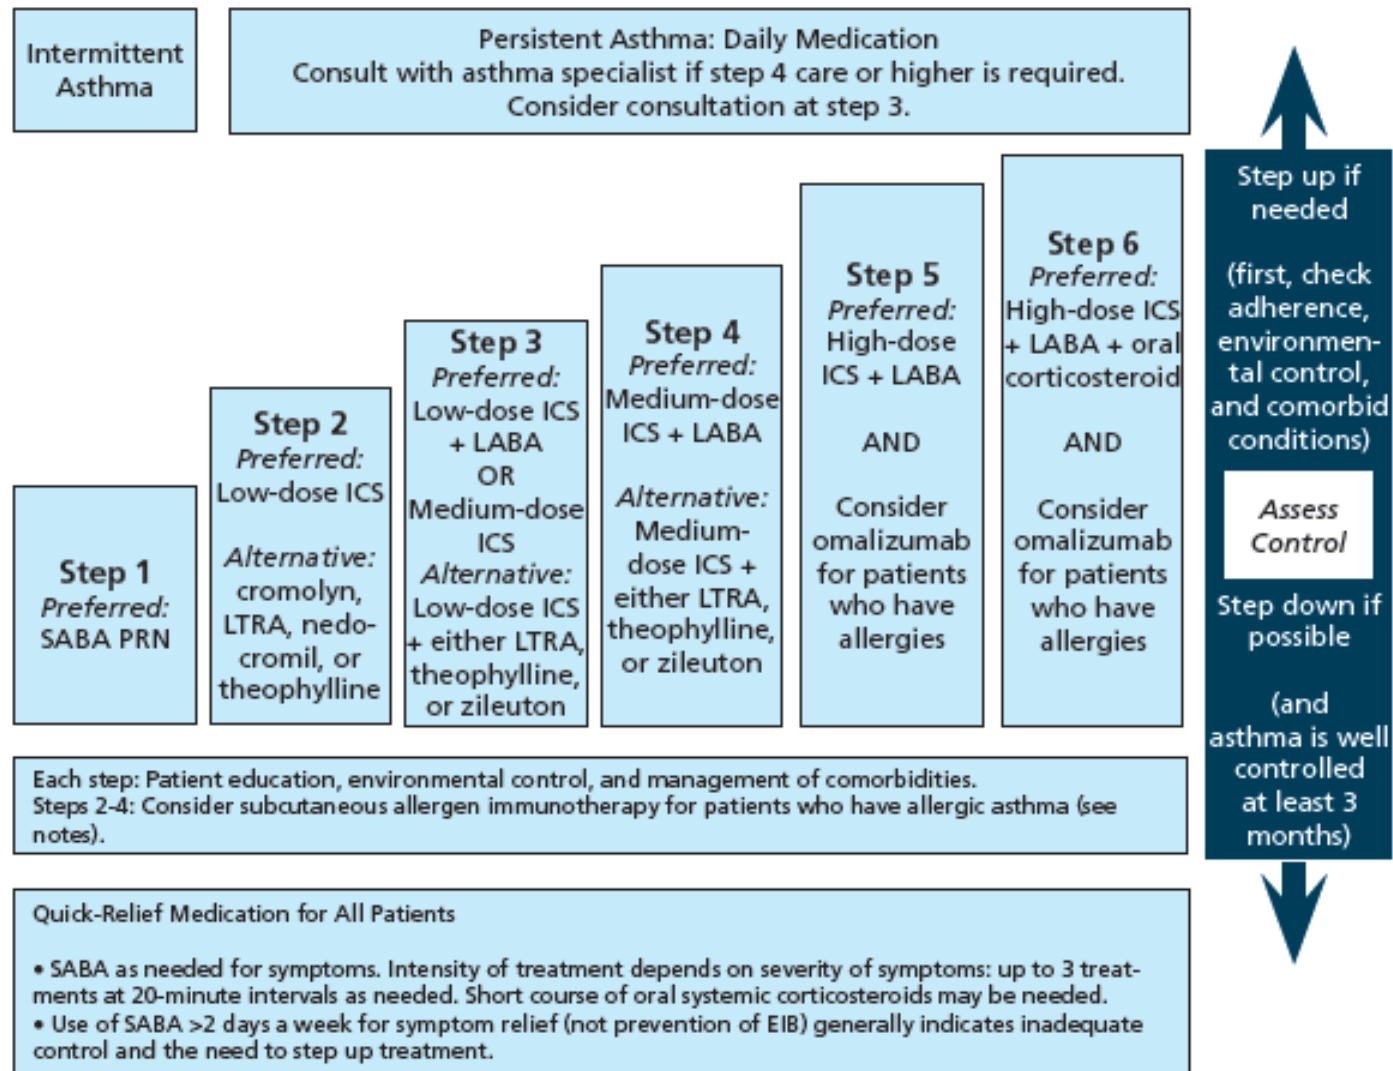 Intermittent
Asthma
Persistent Asthma: Daily Medication
Consult with asthma specialist if step 4 care or higher is required.
Consider consultation at step 3.
Step 1
Preferred:
SABA PRN
Step 2
Preferred:
Low-dose ICS
Alternative:
cromolyn,
LTRA, nedo-
cromil, or
theophylline
Step 3
Preferred:
Low-dose ICS
+ LABA
OR
Medium-dose
ICS
Alternative:
Low-dose ICS
+ either LTRA,
theophylline,
or zileuton
Step 4
Preferred:
Medium-dose
ICS + LABA
Alternative:
Medium-
dose ICS +
either LTRA,
theophylline,
or zileuton
Step 5
Preferred:
High-dose
ICS + LABA
AND
Consider
omalizumab
for patients
who have
allergies
Step 6
Preferred:
High-dose ICS
+ LABA + oral
corticosteroid
AND
Consider
omalizumab
for patients
who have
allergies
Step up if
needed
(first, check
adherence,
environmen-
tal control,
and comorbid
conditions)
Assess
Control
Step down if
possible
(and
asthma is well
controlled
at least 3
months)
Each step: Patient education, environmental control, and management of comorbidities.
Steps 2-4: Consider subcutaneous allergen immunotherapy for patients who have allergic asthma (see
notes).
Quick-Relief Medication for All Patients
• SABA as needed for symptoms. Intensity of treatment depends on severity of symptoms: up to 3 treat-
ments at 20-minute intervals as needed. Short course of oral systemic corticosteroids may be needed.
• Use of SABA >2 days a week for symptom relief (not prevention of EIB) generally indicates inadequate
control and the need to step up treatment.